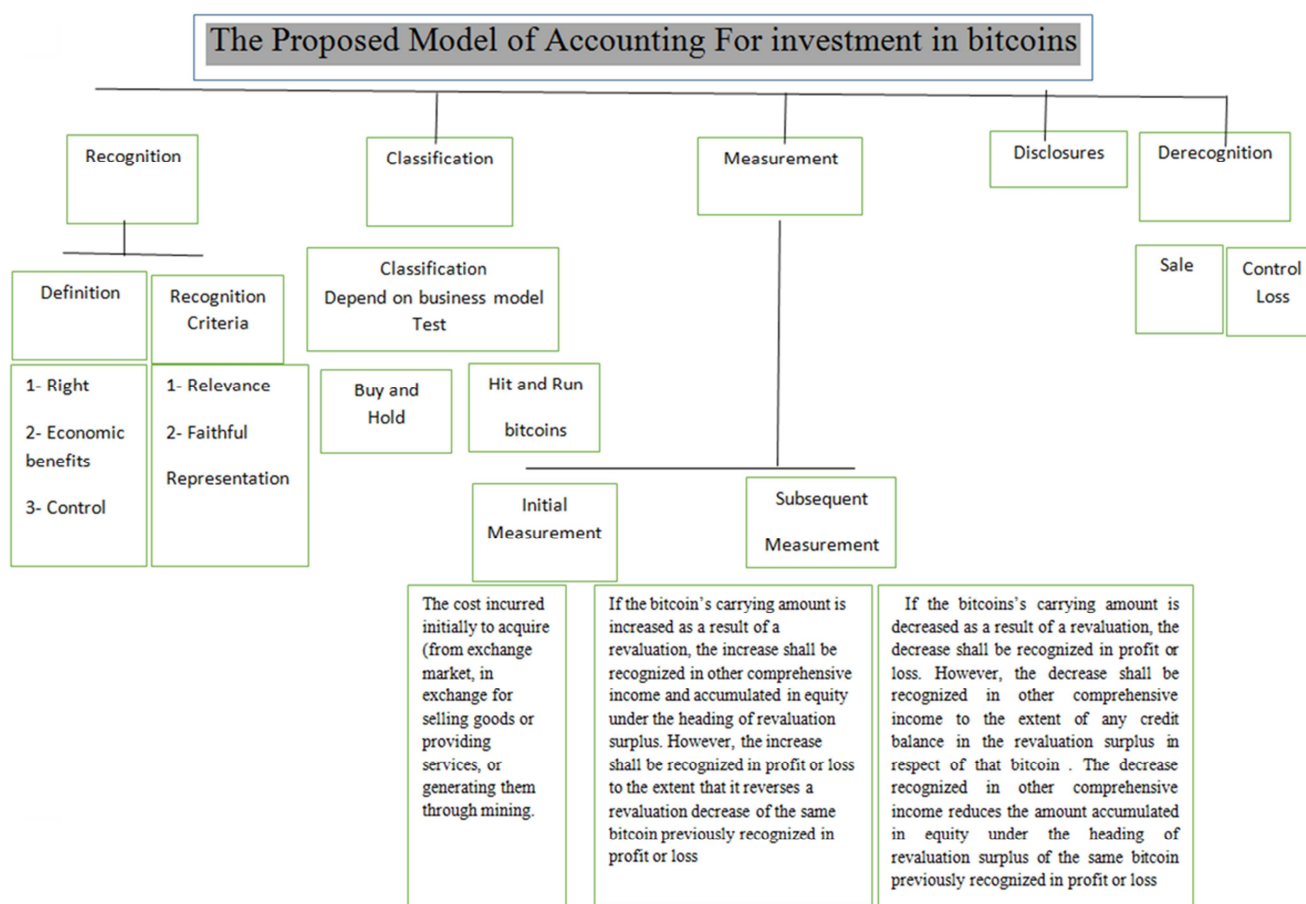 The Proposed Model of Accounting For investment in bitcoins
Recognition
Classification
Measurement
Disclosures
Derecognition
Definition
Recognition
Criteria
1- Right
2- Economic
benefits
3- Control
1- Relevance
2- Faithful
Representation
Classification
Depend on business model
Test
Buy and
Hold
Hit and Run
bitcoins
Sale
Control
Loss
Initial
Measurement
Subsequent
Measurement
The cost incurred
initially to acquire
(from exchange
market, in
exchange for
selling goods or
providing
services, or
generating them
through mining.
If the bitcoin’s carrying amount is
increased as a result of a
revaluation, the increase shall be
recognized in other comprehensive
income and accumulated in equity
under the heading of revaluation
surplus. However, the increase
shall be recognized in profit or loss
to the extent that it reverses a
revaluation decrease of the same
bitcoin previously recognized in
profit or loss
If the bitcoins’s carrying amount is
decreased as a result of a revaluation, the
decrease shall be recognized in profit or
loss. However, the decrease shall be
recognized in other comprehensive
income to the extent of any credit
balance in the revaluation surplus in
respect of that bitcoin . The decrease
recognized in other comprehensive
income reduces the amount accumulated
in equity under the heading of
revaluation surplus of the same bitcoin
previously recognized in profit or loss